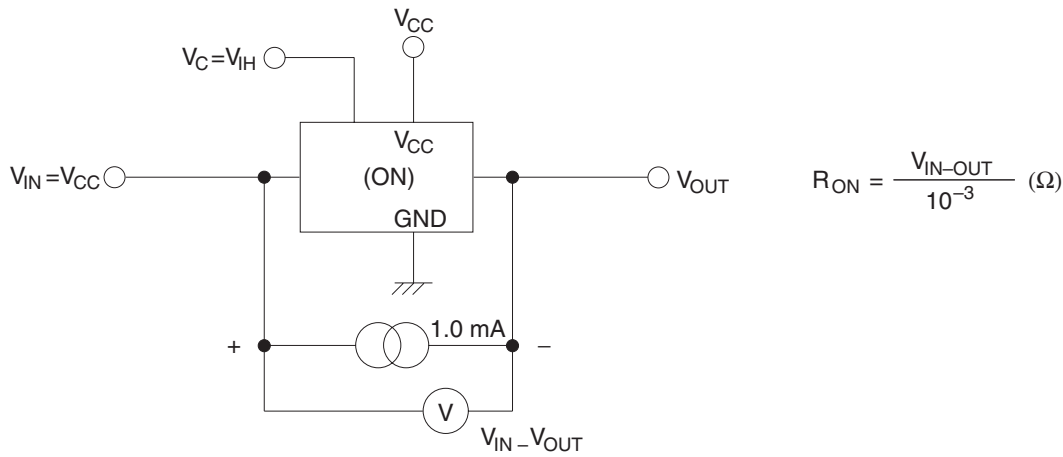 VCC
VC=VIH
VCC
VIN=VCC
(ON)
VOUT
GND
RON = VIN–OUT / 10–3 (Ω)
1.0 mA
+
–
V
VIN – VOUT